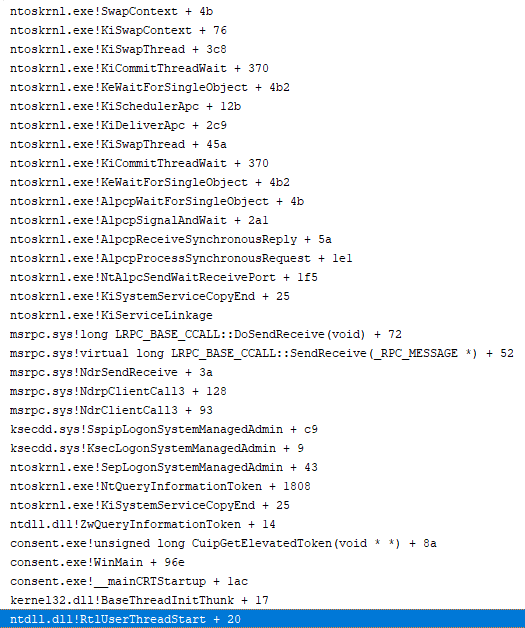 ntoskrnl.exe!SwapContext + 4b
ntoskrnl.exe!KiSwapContext + 76
ntoskrnl.exe!KiSwapThread + 3c8
ntoskrnl.exe!KiCommitThreadWait + 370
ntoskrnl.exe!KeWaitForSingleObject + 4b2
ntoskrnl.exe!KiSchedulerApc + 12b
ntoskrnl.exe!KiDeliverApc + 2c9
ntoskrnl.exe!KiSwapThread + 45a
ntoskrnl.exe!KiCommitThreadWait + 370
ntoskrnl.exe!KeWaitForSingleObject + 4b2
ntoskrnl.exe!AlpcpWaitForSingleObject + 4b
ntoskrnl.exe!AlpcpSignalAndWait + 2a1
ntoskrnl.exe!AlpcpReceiveSynchronousReply + 5a
ntoskrnl.exe!AlpcpProcessSynchronousRequest + 1e1
ntoskrnl.exe!NtAlpcSendWaitReceivePort + 1f5
ntoskrnl.exe!KiSystemServiceCopyEnd + 25
ntoskrnl.exe!KiServiceLinkage
msrpc.sys!long LRPC_BASE_CCALL::DoSendReceive(void) + 72
msrpc.sys!virtual long LRPC_BASE_CCALL::SendReceive(_RPC_MESSAGE *) + 52
msrpc.sys!NdrSendReceive + 3a
msrpc.sys!NdrpClientCall3 + 128
msrpc.sys!NdrClientCall3 + 93
ksecdd.sys!SspipLogonSystemManagedAdmin + c9
ksecdd.sys!KsecLogonSystemManagedAdmin + 9
ntoskrnl.exe!SepLogonSystemManagedAdmin + 43
ntoskrnl.exe!NtQueryInformationToken + 1808
ntoskrnl.exe!KiSystemServiceCopyEnd + 25
ntdll.dll!ZwQueryInformationToken + 14
consent.exe!unsigned long CuipGetElevatedToken(void * *) + 8a
consent.exe!WinMain + 96e
consent.exe!__mainCRTStartup + 1ac
kernel32.dll!BaseThreadInitThunk + 17
ntdll.dll!RtlUserThreadStart + 20